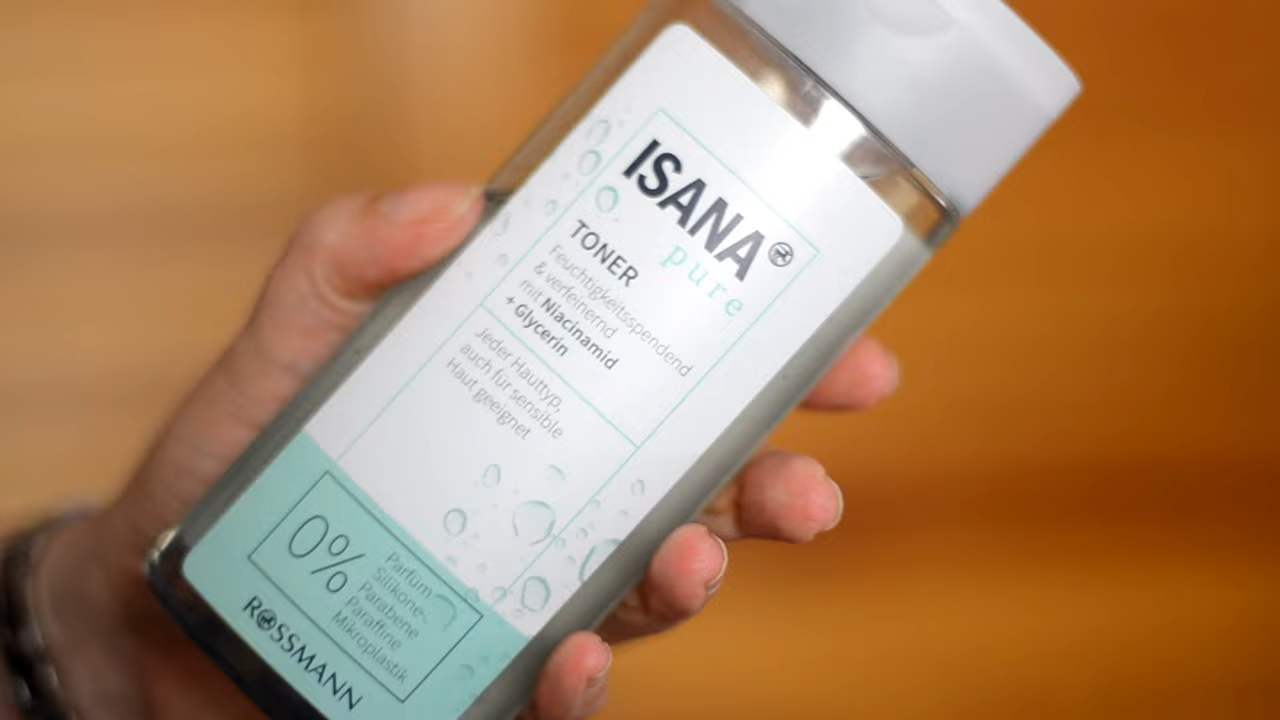 ISANA
pure
TONER
Feuchtigkeitsspendend
& verfeinernd
mit Niacinamid
+ Glycerin
Jeder Hauttyp,
auch für sensible
Haut geeignet
0%
Parfüm
Silikone
Parabene
Paraffine
Mikroplastik
ROSSMANN